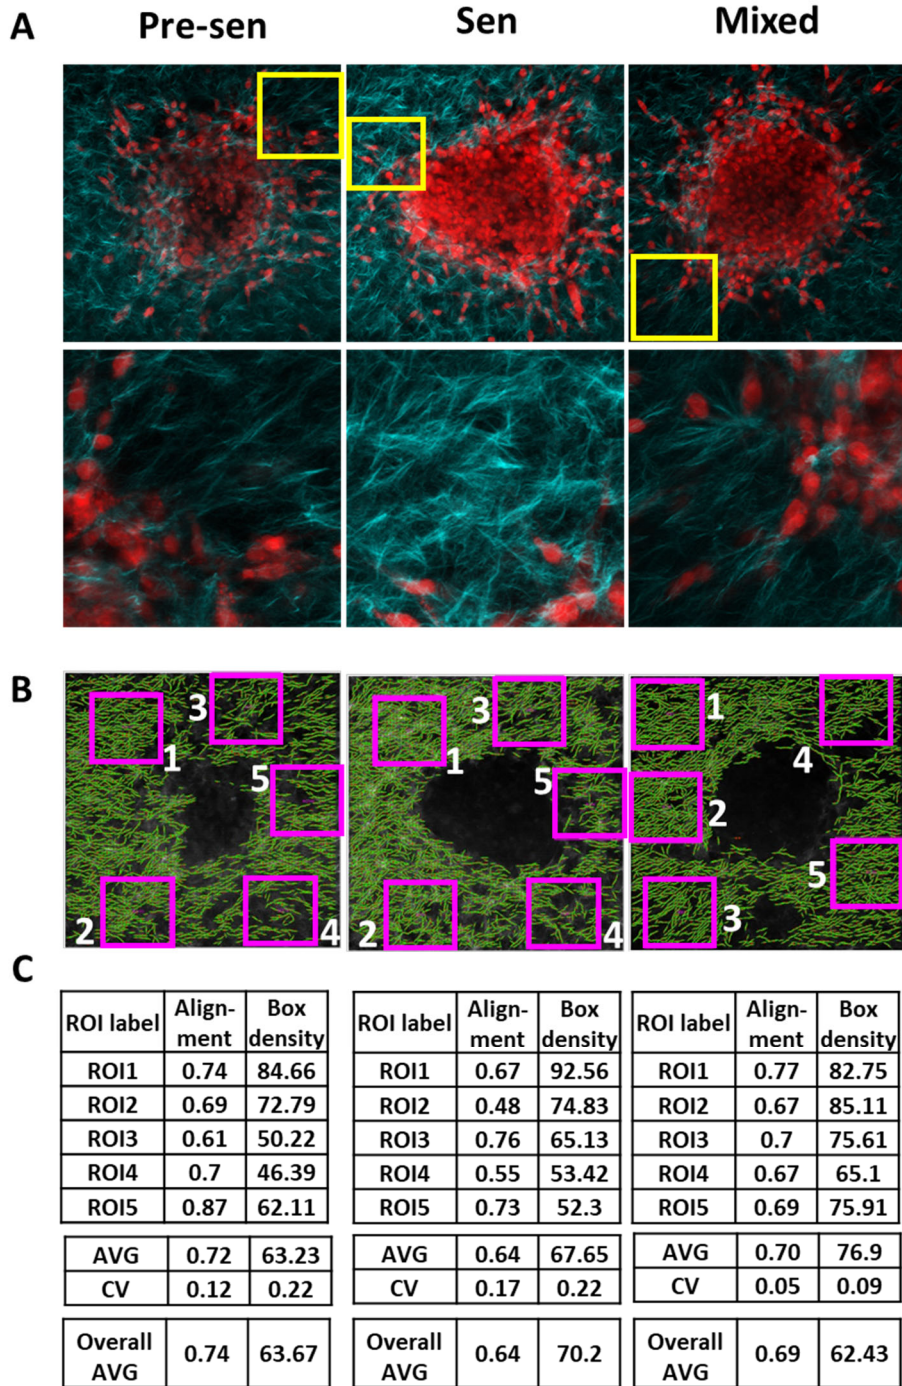 A
Pre-sen Sen Mixed
B
3 3 1
1 1 4
5 5 2
2 4 2 4 3 5
C
ROI label Align-ment Box density
ROI1 0.74 84.66
ROI2 0.69 72.79
ROI3 0.61 50.22
ROI4 0.7 46.39
ROI5 0.87 62.11
AVG 0.72 63.23
CV 0.12 0.22
Overall AVG 0.74 63.67
ROI label Align-ment Box density
ROI1 0.67 92.56
ROI2 0.48 74.83
ROI3 0.76 65.13
ROI4 0.55 53.42
ROI5 0.73 52.3
AVG 0.64 67.65
CV 0.17 0.22
Overall AVG 0.64 70.2
ROI label Align-ment Box density
ROI1 0.77 82.75
ROI2 0.67 85.11
ROI3 0.7 75.61
ROI4 0.67 65.1
ROI5 0.69 75.91
AVG 0.70 76.9
CV 0.05 0.09
Overall AVG 0.69 62.43